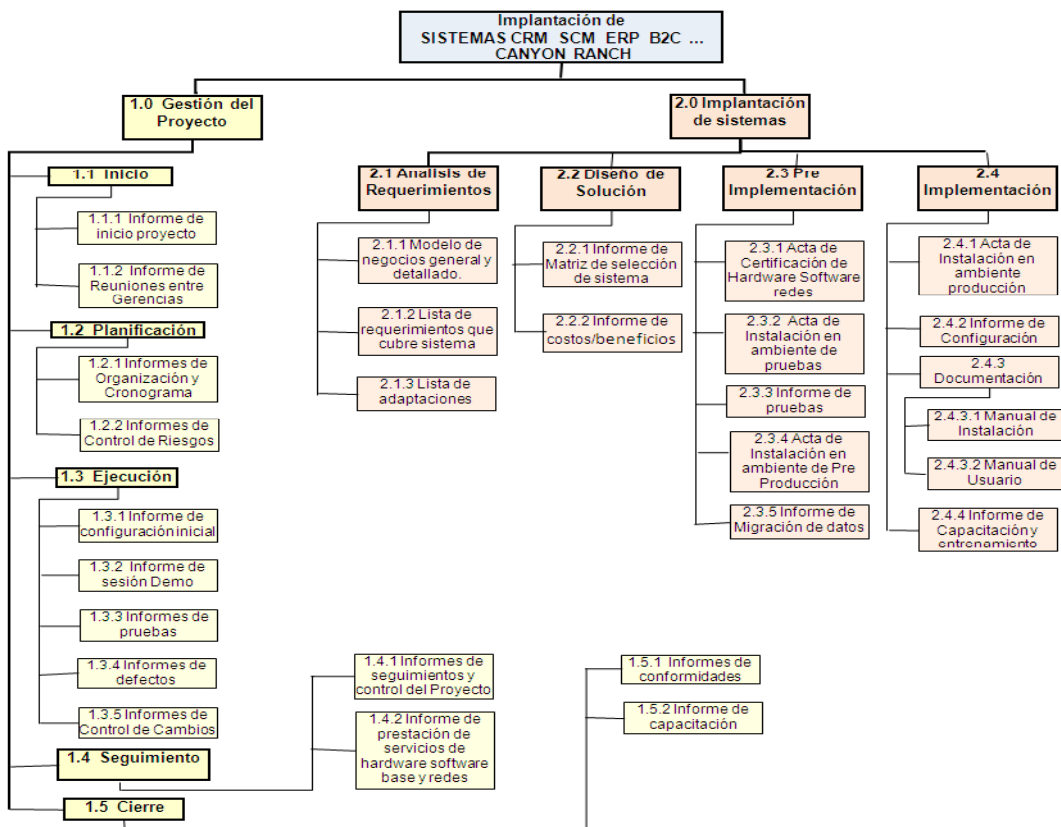 Implantación de
SISTEMAS CRM SCM ERP B2C ...
CANYON RANCH
1.0 Gestión del
Proyecto
2.0 Implantación
de sistemas
1.1 Inicio
1.1.1 Informe de
inicio proyecto
1.1.2 Informe de
Reuniones entre
Gerencias
1.2 Planificación
1.2.1 Informes de
Organización y
Cronograma
1.2.2 Informes de
Control de Riesgos
1.3 Ejecución
1.3.1 Informe de
configuración inicial
1.3.2 Informe de
sesión Demo
1.3.3 Informes de
pruebas
1.3.4 Informes de
defectos
1.3.5 Informes de
Control de Cambios
1.4 Seguimiento
1.5 Cierre
1.4.1 Informes de
seguimientos y
control del Proyecto
1.4.2 Informe de
prestación de
servicios de
hardware software
base y redes
1.5.1 Informes de
conformidades
1.5.2 Informe de
capacitación
2.1 Análisis de
Requerimientos
2.1.1 Modelo de
negocios general y
detallado.
2.1.2 Lista de
requerimientos que
cubre sistema
2.1.3 Lista de
adaptaciones
2.2 Diseño de
Solución
2.2.1 Informe de
Matriz de selección
de sistema
2.2.2 Informe de
costos/beneficios
2.3 Pre
Implementación
2.3.1 Acta de
Certificación de
Hardware Software
redes
2.3.2 Acta de
Instalación en
ambiente de
pruebas
2.3.3 Informe de
pruebas
2.3.4 Acta de
Instalación en
ambiente de Pre
Producción
2.3.5 Informe de
Migración de datos
2.4
Implementación
2.4.1 Acta de
Instalación en
ambiente
producción
2.4.2 Informe de
Configuración
2.4.3
Documentación
2.4.3.1 Manual de
Instalación
2.4.3.2 Manual de
Usuario
2.4.4 Informe de
Capacitación y
entrenamiento